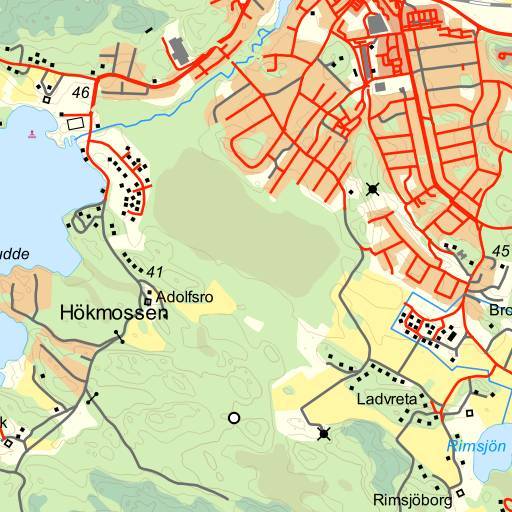 46
udde
41
Adolfsro
Hökmossen
45
Bro
Ladvreta
k
Rimsjön
Rimsjöborg